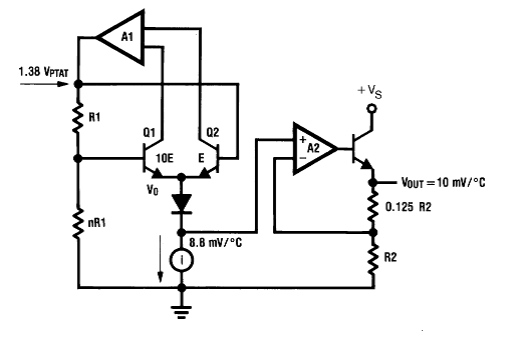 A1
1.38 VPTAT
R1
Q1
Q2
10E
E
V0
nR1
8.8 mV/°C
i
+VS
+
A2
−
VOUT = 10 mV/°C
0.125 R2
R2